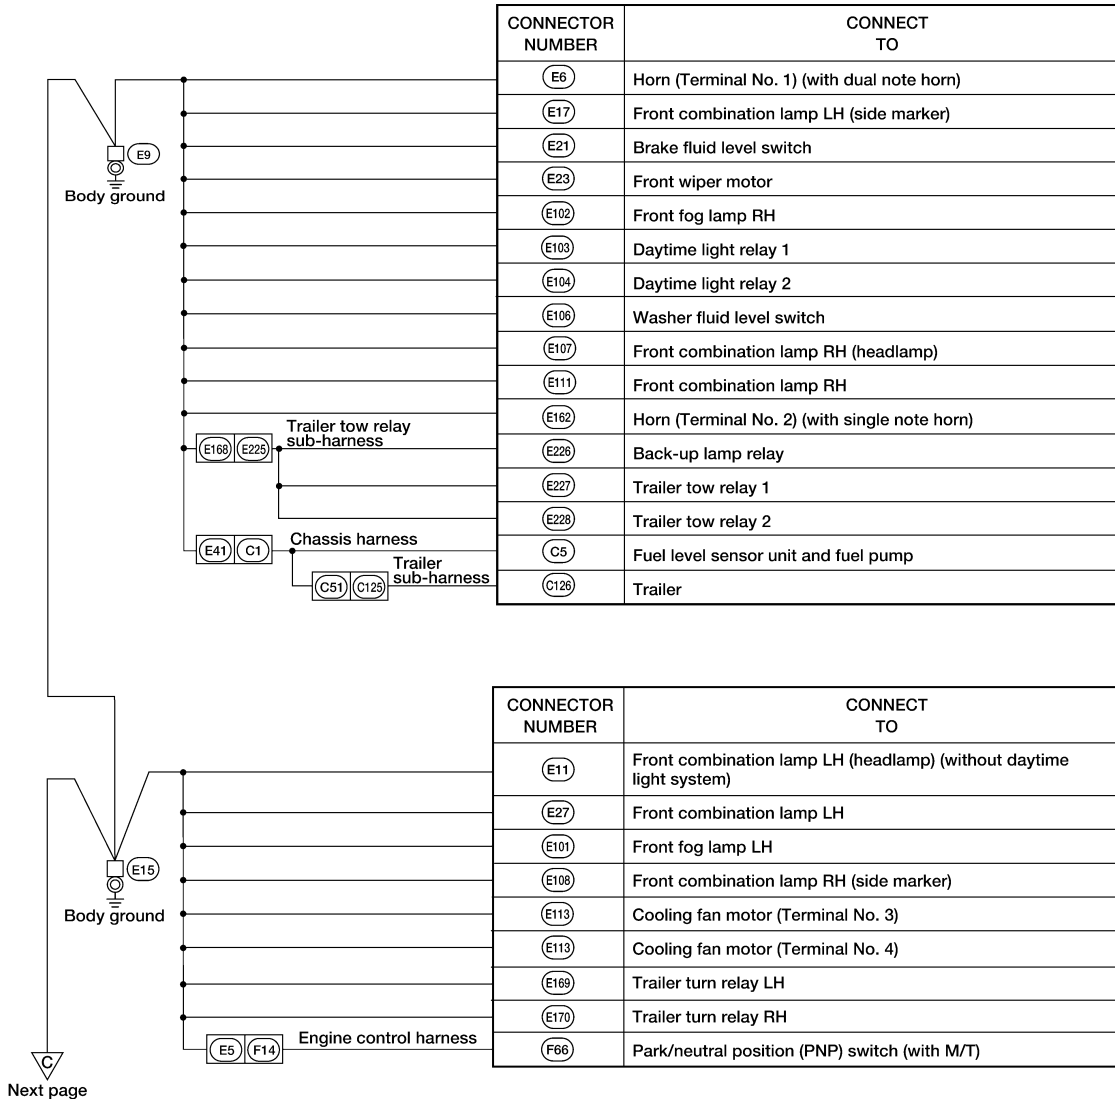 CONNECTOR
NUMBER
CONNECT
TO
E6
Horn (Terminal No. 1) (with dual note horn)
E17
Front combination lamp LH (side marker)
E21
Brake fluid level switch
E9
Body ground
E23
Front wiper motor
E102
Front fog lamp RH
E103
Daytime light relay 1
E104
Daytime light relay 2
E106
Washer fluid level switch
E107
Front combination lamp RH (headlamp)
E111
Front combination lamp RH
E162
Horn (Terminal No. 2) (with single note horn)
Trailer tow relay
sub-harness
E168 E225
E226
Back-up lamp relay
E227
Trailer tow relay 1
E228
Trailer tow relay 2
Chassis harness
E41 C1
C5
Fuel level sensor unit and fuel pump
Trailer
sub-harness
C51 C125
C126
Trailer
CONNECTOR
NUMBER
CONNECT
TO
E11
Front combination lamp LH (headlamp) (without daytime
light system)
E27
Front combination lamp LH
E101
Front fog lamp LH
E15
Body ground
E108
Front combination lamp RH (side marker)
E113
Cooling fan motor (Terminal No. 3)
E113
Cooling fan motor (Terminal No. 4)
E169
Trailer turn relay LH
E170
Trailer turn relay RH
Engine control harness
E5 F14
F66
Park/neutral position (PNP) switch (with M/T)
C
Next page